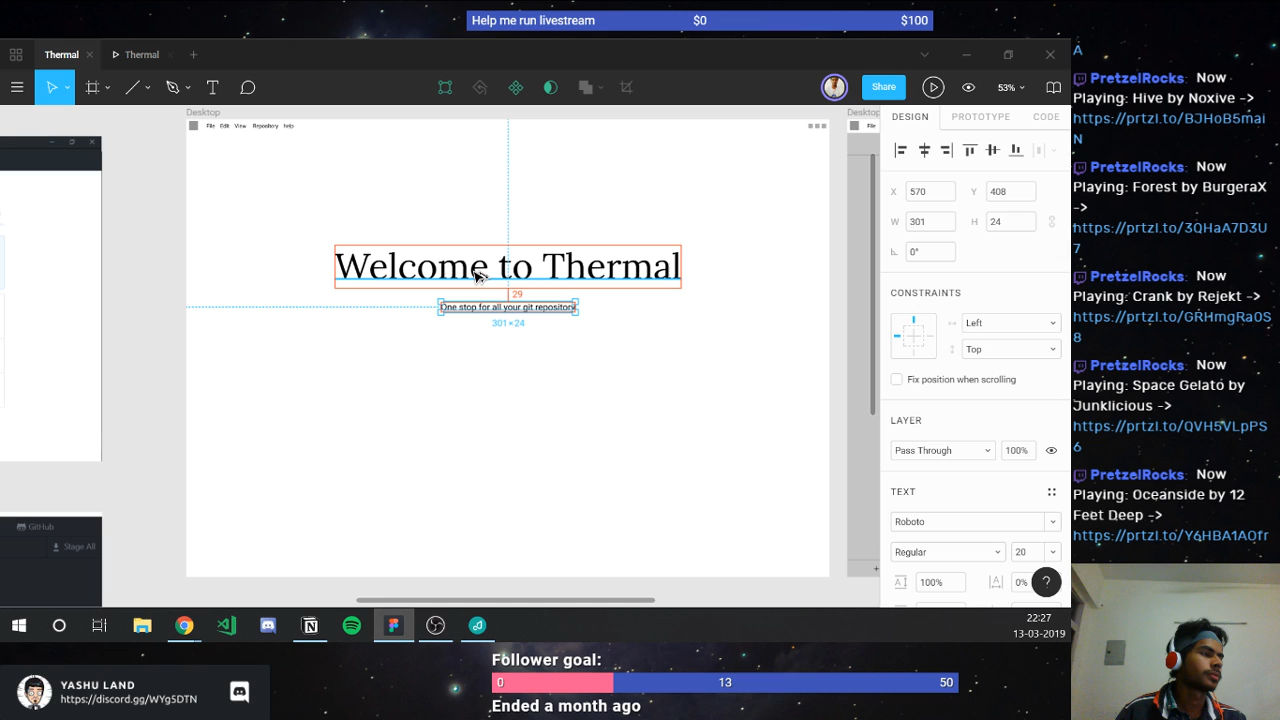 Help me run livestream $0 $100
Thermal Thermal
Share 53%
Desktop
File Edit View Repository help
Desktop
File
Welcome to Thermal
29
One stop for all your git repository
301×24
GitHub
Stage All
DESIGN PROTOTYPE CODE
X 570 Y 408
W 301 H 24
0°
CONSTRAINTS
Left
Top
Fix position when scrolling
LAYER
Pass Through 100%
TEXT
Roboto
Regular 20
100% 0%
?
22:27
13-03-2019
A
PretzelRocks: Now
Playing: Hive by Noxive ->
https://prtzl.to/BJHoB5mai
N
PretzelRocks: Now
Playing: Forest by BurgeraX
->
https://prtzl.to/3QHaA7D3U
7
PretzelRocks: Now
Playing: Crank by Rejekt ->
https://prtzl.to/GRHmgRa0S
8
PretzelRocks: Now
Playing: Space Gelato by
Junklicious ->
https://prtzl.to/QVH5VLpPS
6
PretzelRocks: Now
Playing: Oceanside by 12
Feet Deep ->
https://prtzl.to/Y4HBA1A0fr
YASHU LAND
https://discord.gg/WYg5DTN
Follower goal:
0 13 50
Ended a month ago